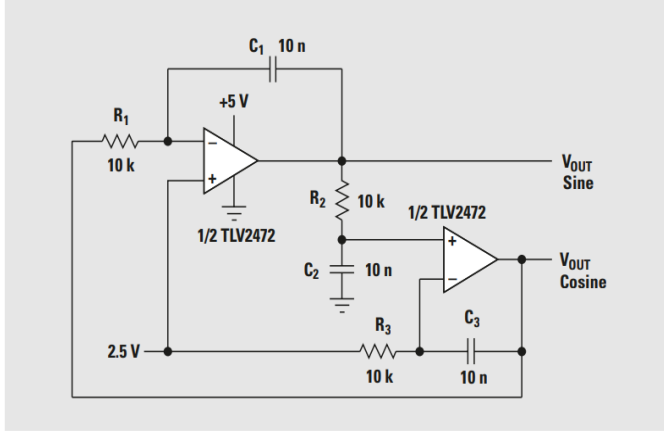 C1 10 n
+5 V
R1
10 k
−
+
VOUT
Sine
R2 10 k
1/2 TLV2472
1/2 TLV2472
+
−
VOUT
Cosine
C2 10 n
C3
R3
2.5 V
10 k
10 n